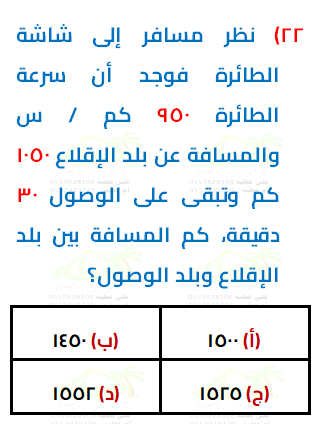 ٢٢) نظر مسافر إلى شاشة
الطائرة فوجد أن سرعة
الطائرة ٩٥٠ كم / س
والمسافة عن بلد الإقلاع ١٠٥٠
كم وتبقى على الوصول ٣٠
دقيقة، كم المسافة بين بلد
الإقلاع وبلد الوصول؟
(أ) ١٥٠٠ (ب) ١٤٥٠
(ج) ١٥٢٥ (د) ١٥٥٢